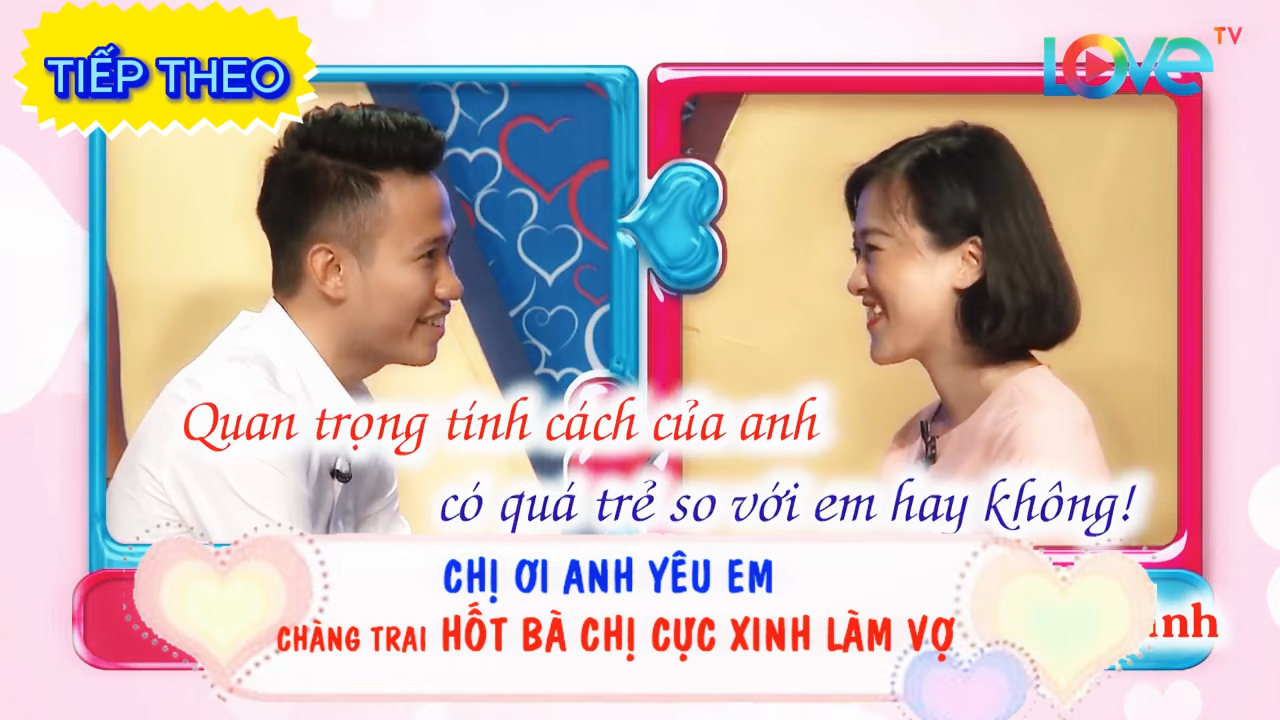 TIẾP THEO
LOVE TV
Quan trọng tính cách của anh
có quá trẻ so với em hay không!
CHỊ ƠI ANH YÊU EM
CHÀNG TRAI HỐT BÀ CHỊ CỰC XINH LÀM VỢ